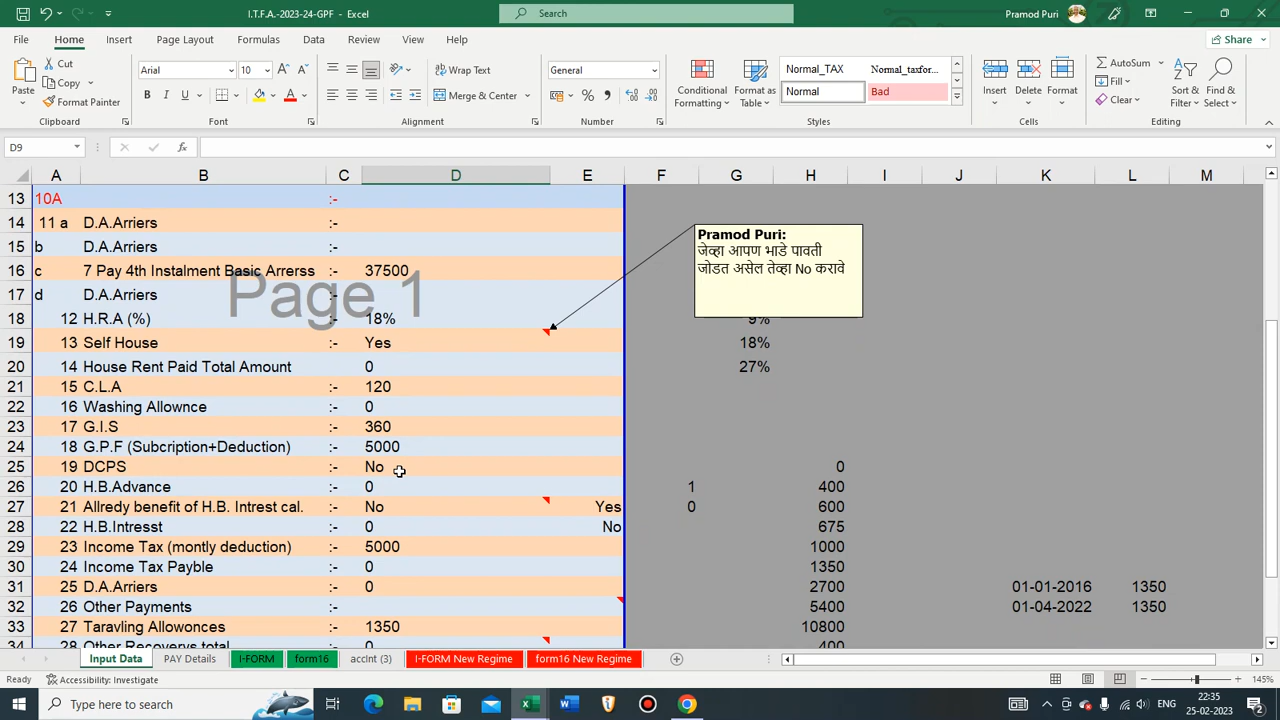 I.T.F.A.-2023-24-GPF - Excel
Search
Pramod Puri
File Home Insert Page Layout Formulas Data Review View Help
Share
Paste
Cut
Copy
Format Painter
Clipboard
Arial 10
B I U
Font
Wrap Text
Merge & Center
Alignment
General
Number
Conditional Formatting
Format as Table
Normal_TAX Normal_taxfor...
Normal Bad
Styles
Insert Delete Format
Cells
AutoSum
Fill
Clear
Sort & Filter
Find & Select
Editing
D9
A B C D E F G H I J K L M
13 10A :-
14 11 a D.A.Arriers :-
15 b D.A.Arriers :-
16 c 7 Pay 4th Instalment Basic Arrerss :- 37500
17 d D.A.Arriers :-
18 12 H.R.A (%) :- 18% 9%
19 13 Self House :- Yes 18%
20 14 House Rent Paid Total Amount :- 0 27%
21 15 C.L.A :- 120
22 16 Washing Allownce :- 0
23 17 G.I.S :- 360
24 18 G.P.F (Subcription+Deduction) :- 5000
25 19 DCPS :- No 0
26 20 H.B.Advance :- 0 1 400
27 21 Allredy benefit of H.B. Intrest cal. :- No Yes 0 600
28 22 H.B.Intresst :- 0 No 675
29 23 Income Tax (montly deduction) :- 5000 1000
30 24 Income Tax Payble :- 0 1350
31 25 D.A.Arriers :- 0 2700 01-01-2016 1350
32 26 Other Payments :- 5400 01-04-2022 1350
33 27 Taravling Allowonces :- 1350 10800
34 28 Other Recoverys total :- 0 400
Page 1
Pramod Puri:
जेव्हा आपण भाडे पावती
जोडत असेल तेव्हा No करावे
Input Data PAY Details I-FORM form16 accInt (3) I-FORM New Regime form16 New Regime
Ready Accessibility: Investigate 145%
Type here to search
ENG
22:35
25-02-2023
2